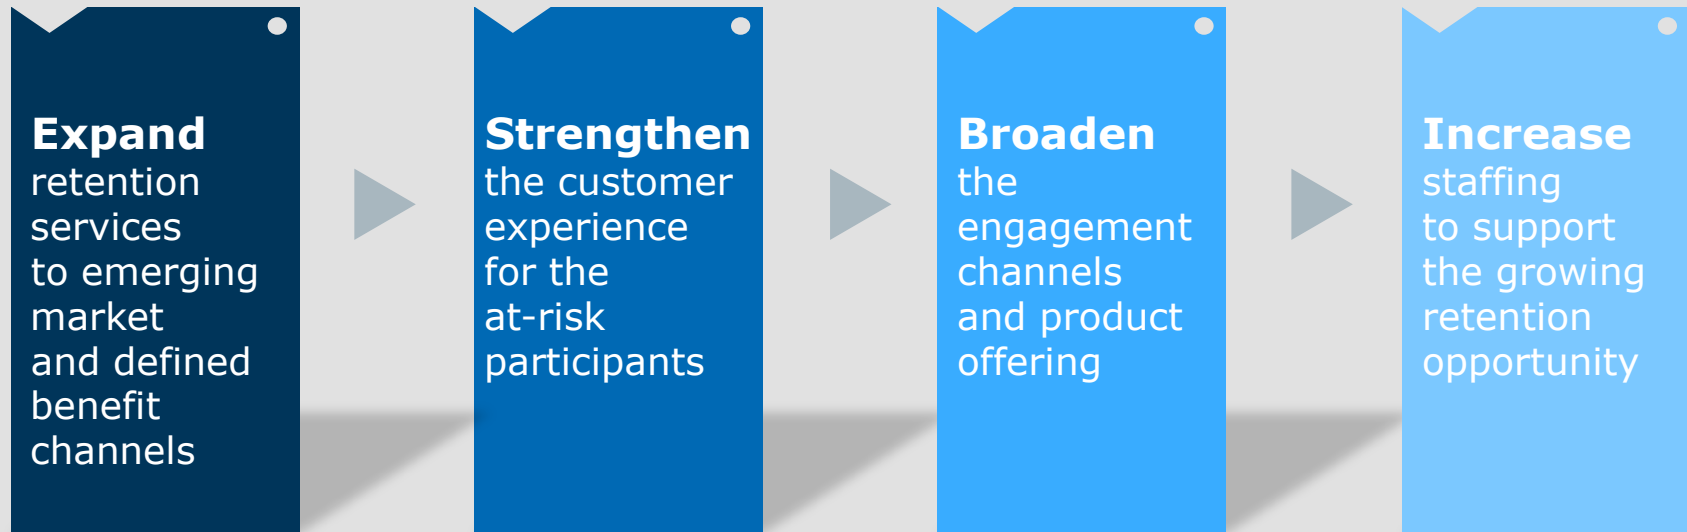 Expand
retention
services
to emerging
market
and defined
benefit
channels
Strengthen
the customer
experience
for the
at-risk
participants
Broaden
the
engagement
channels
and product
offering
Increase
staffing
to support
the growing
retention
opportunity